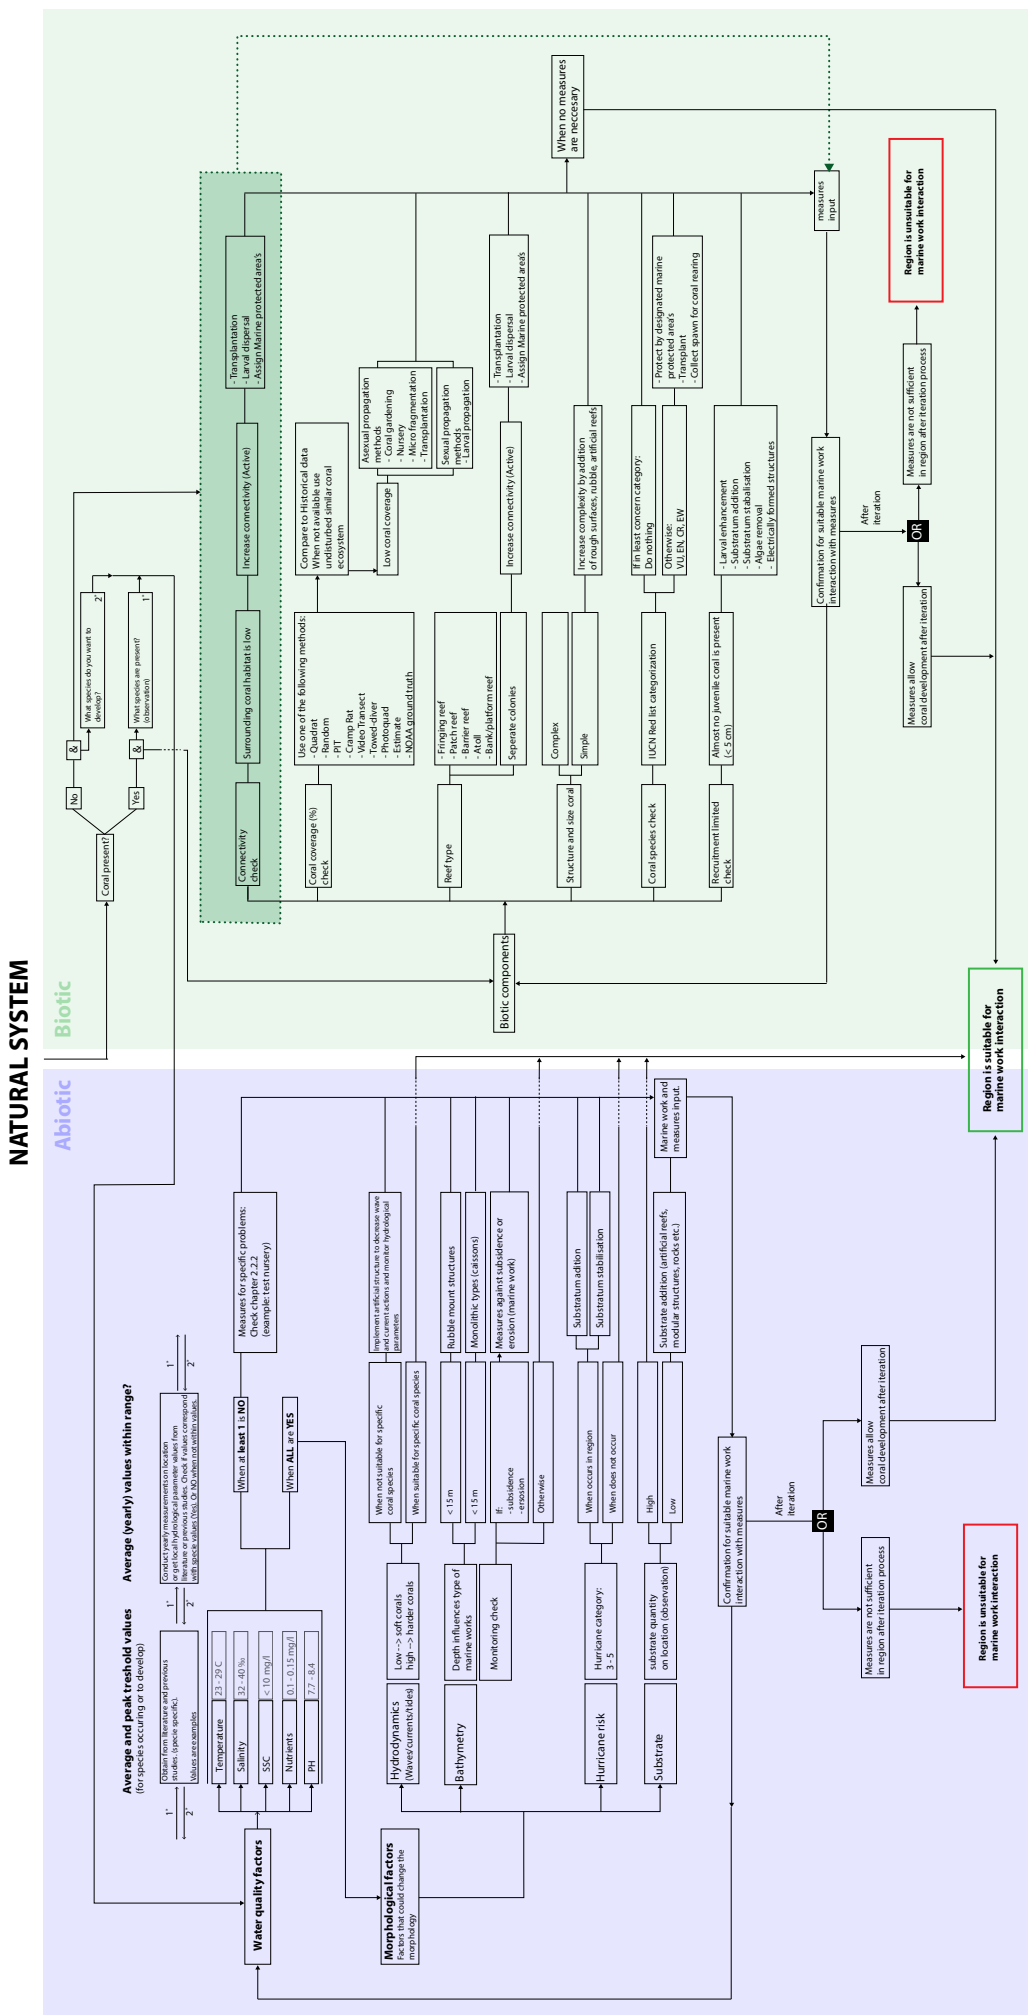 NATURAL SYSTEM
Abiotic
Average and peak treshold values
(for species occuring or to develop)
Average (yearly) values within range?
1˚
2˚
Obtain from literature and previous
studies. (specie specific).
Values are examples
1˚
2˚
Conduct yearly measurements on location
or get local hydrological parameter values from
literature or previous studies. Check if values correspond
with specie values (Yes). Or NO when not within values.
1˚
2˚
Water quality factors
Temperature
23 - 29 C
Salinity
32 - 40 ‰
SSC
< 10 mg/l
Nutrients
0.1 - 0.15 mg/l
PH
7.7 - 8.4
When at least 1 is NO
When ALL are YES
Measures for specific problems:
Check chapter 2.2.2
(example: test nursery)
Morphological factors
Factors that could change the
morphology
Hydrodynamics
(Waves/currents/tides)
Low --> soft corals
high --> harder corals
When not suitable for specific
coral species
When suitable for specific coral species
Implement artificial structure to decrease wave
and current actions and monitor hydrological
parameters
Bathymetry
Depth influences type of
marine works
< 15 m
< 15 m
Rubble mount structures
Monolithic types (caissons)
Monitoring check
If:
- subsidence
- ersosion
Otherwise
Measures against subsidence or
erosion (marine work)
Hurricane risk
Hurricane category:
3 - 5
When occurs in region
When does not occur
Substratum adition
Substratum stabilisation
Substrate
substrate quantity
on location (observation)
High
Low
Substrate addition (artificial reefs,
modular structures, rocks etc.)
Marine work and
measures input.
Confirmation for suitable marine work
interaction with measures
After
iteration
OR
Measures are not sufficient
in region after iteration process
Measures allow
coral development after iteration
Region is unsuitable for
marine work interaction
Region is suitable for
marine work interaction
Biotic
Coral present?
No
Yes
&
&
What species do you want to
develop?
2˚
What species are present?
(observation)
1˚
Connectivity
check
Surrounding coral habitat is low
Increase connectivity (Active)
- Transplantation
- Larval dispersal
- Assign Marine protected area's
Biotic components
Coral coverage (%)
check
Use one of the following methods:
- Quadrat
- Random
- PIT
- Cramp Rat
- Video Transect
- Towed-diver
- Photoquad
- Estimate
- NOAA ground truth
Compare to Historical data
When not available use
undisturbed similar coral
ecosystem
Low coral coverage
Asexual propagation
methods
- Coral gardening
- Nursery
- Micro fragmentation
- Transplantation
Sexual propagation
methods
- Larval propagation
Reef type
- Fringing reef
- Patch reef
- Barrier reef
- Atoll
- Bank/platform reef
Seperate colonies
Increase connectivity (Active)
- Transplantation
- Larval dispersal
- Assign Marine protected area's
Structure and size coral
Complex
Simple
Increase complexity by addition
of rough surfaces, rubble, artificial reefs
Coral species check
IUCN Red list categorization
If in least concern category:
Do nothing
Otherwise:
VU, EN, CR, EW
- Protect by designated marine
protected area's
- Transplant
- Collect spawn for coral rearing
Recruitment limited
check
Almost no juvenile coral is present
(< 5 cm)
- Larval enhancement
- Substratum addition
- Substratum stabalisation
- Algae removal
- Electrically formed structures
When no measures
are neccesary
measures
input
Confirmation for suitable marine work
interaction with measures
After
iteration
OR
Measures allow
coral development after iteration
Measures are not sufficient
in region after iteration process
Region is unsuitable for
marine work interaction